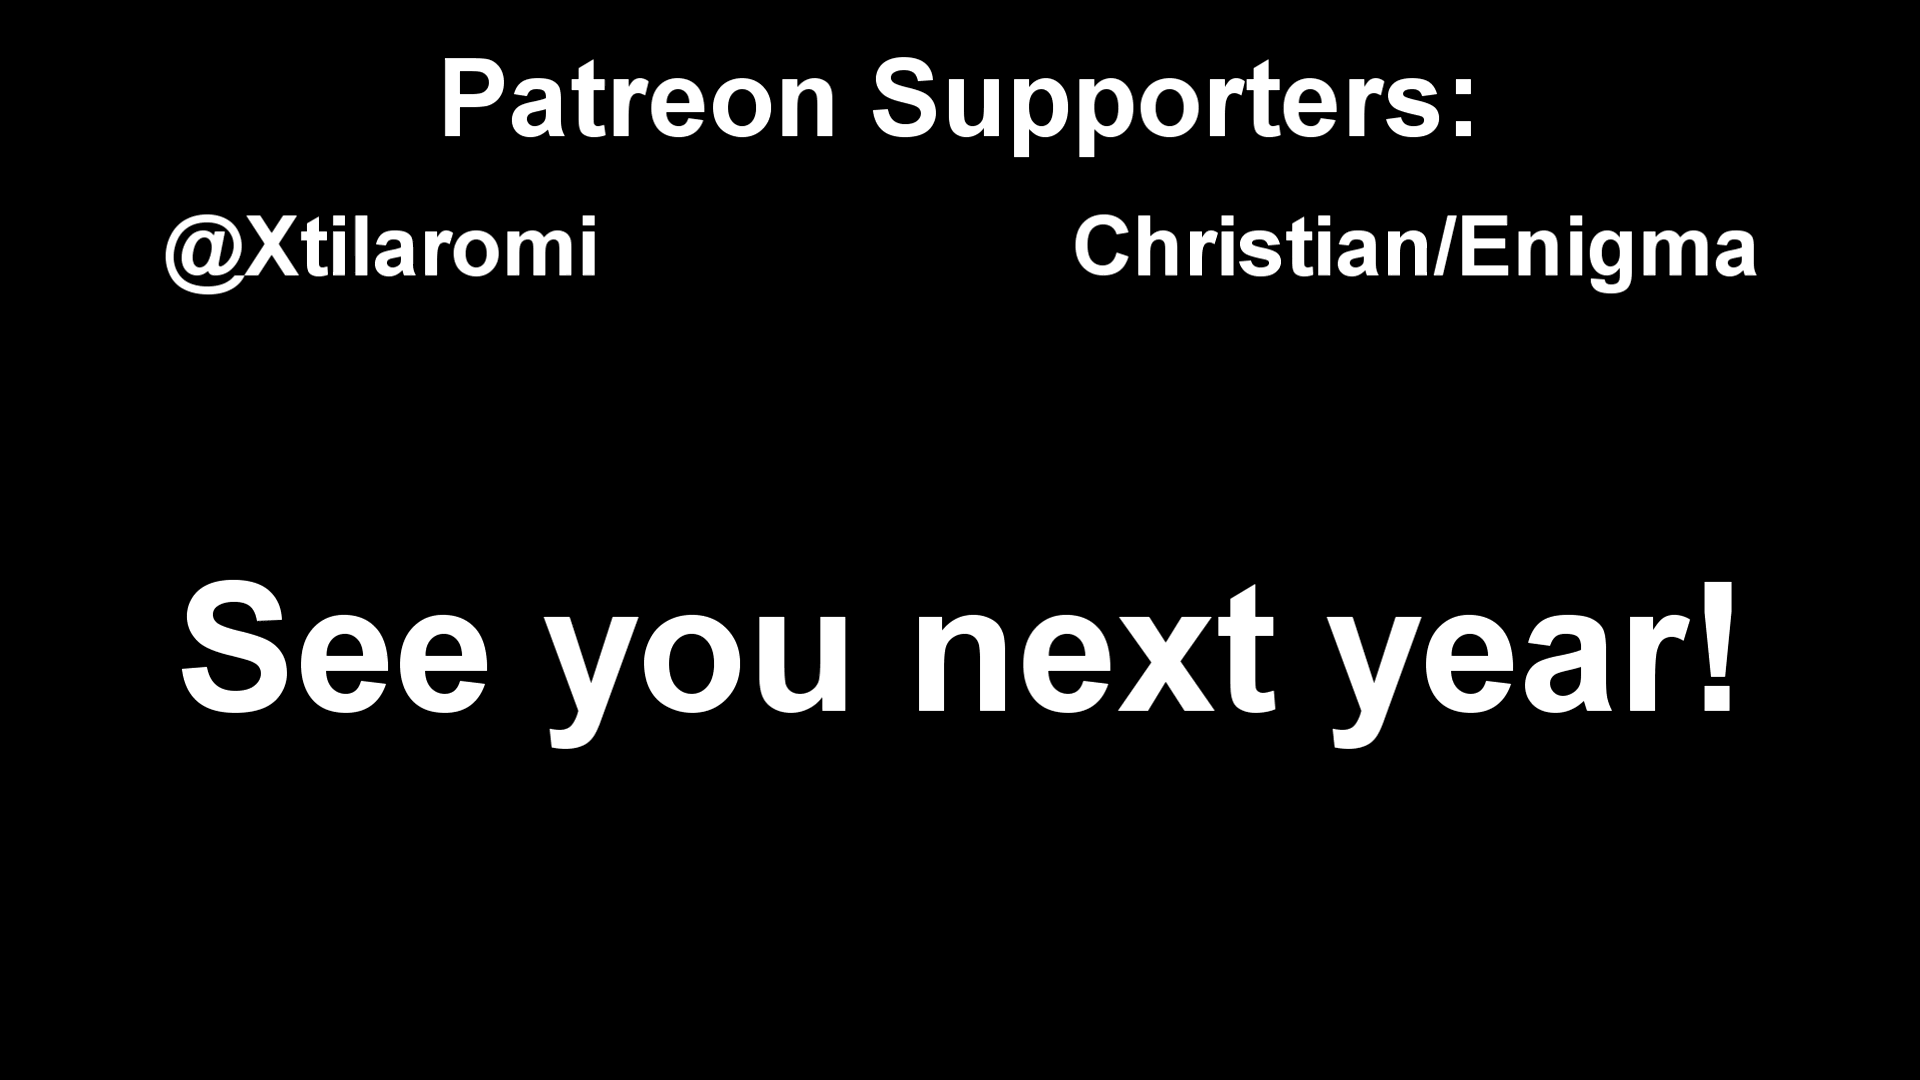 Patreon Supporters:
@Xtilaromi Christian/Enigma
See you next year!